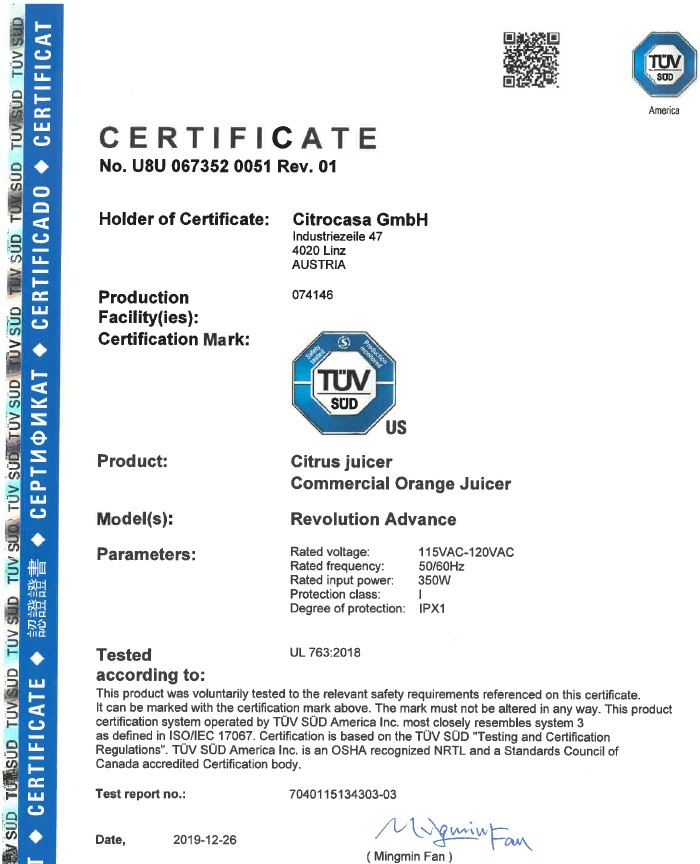 TÜV
SÜD
America
CERTIFICATE
No. U8U 067352 0051 Rev. 01
Holder of Certificate: Citrocasa GmbH
Industriezeile 47
4020 Linz
AUSTRIA
Production 074146
Facility(ies):
Certification Mark:
Safety tested
S
Production monitored
TÜV
SÜD
US
Product: Citrus juicer
Commercial Orange Juicer
Model(s): Revolution Advance
Parameters: Rated voltage: 115VAC-120VAC
Rated frequency: 50/60Hz
Rated input power: 350W
Protection class: I
Degree of protection: IPX1
Tested UL 763:2018
according to:
This product was voluntarily tested to the relevant safety requirements referenced on this certificate.
It can be marked with the certification mark above. The mark must not be altered in any way. This product
certification system operated by TÜV SÜD America Inc. most closely resembles system 3
as defined in ISO/IEC 17067. Certification is based on the TÜV SÜD "Testing and Certification
Regulations". TÜV SÜD America Inc. is an OSHA recognized NRTL and a Standards Council of
Canada accredited Certification body.
Test report no.: 7040115134303-03
Date, 2019-12-26
Mingmin Fan
( Mingmin Fan )
CERTIFICATE ◆ 認證證書 ◆ СЕРТИФИКАТ ◆ CERTIFICADO ◆ CERTIFICAT
TÜV SÜD TÜV SÜD TÜV SÜD TÜV SÜD TÜV SÜD TÜV SÜD TÜV SÜD TÜV SÜD